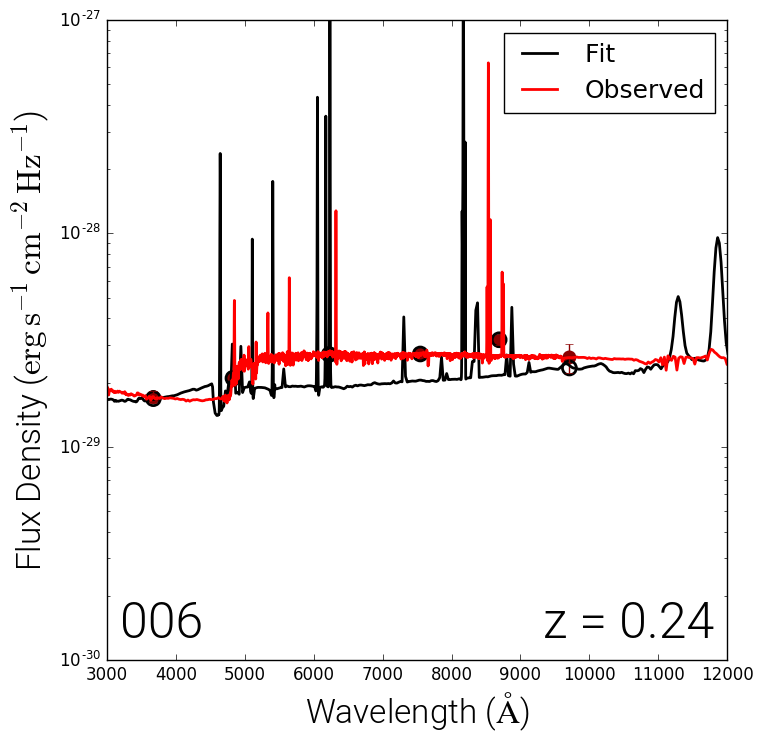 10^{-27}
Fit
Observed
10^{-28}
10^{-29}
10^{-30}
Flux Density (erg s^{-1} cm^{-2} Hz^{-1})
006
z = 0.24
3000 4000 5000 6000 7000 8000 9000 10000 11000 12000
Wavelength (Å)